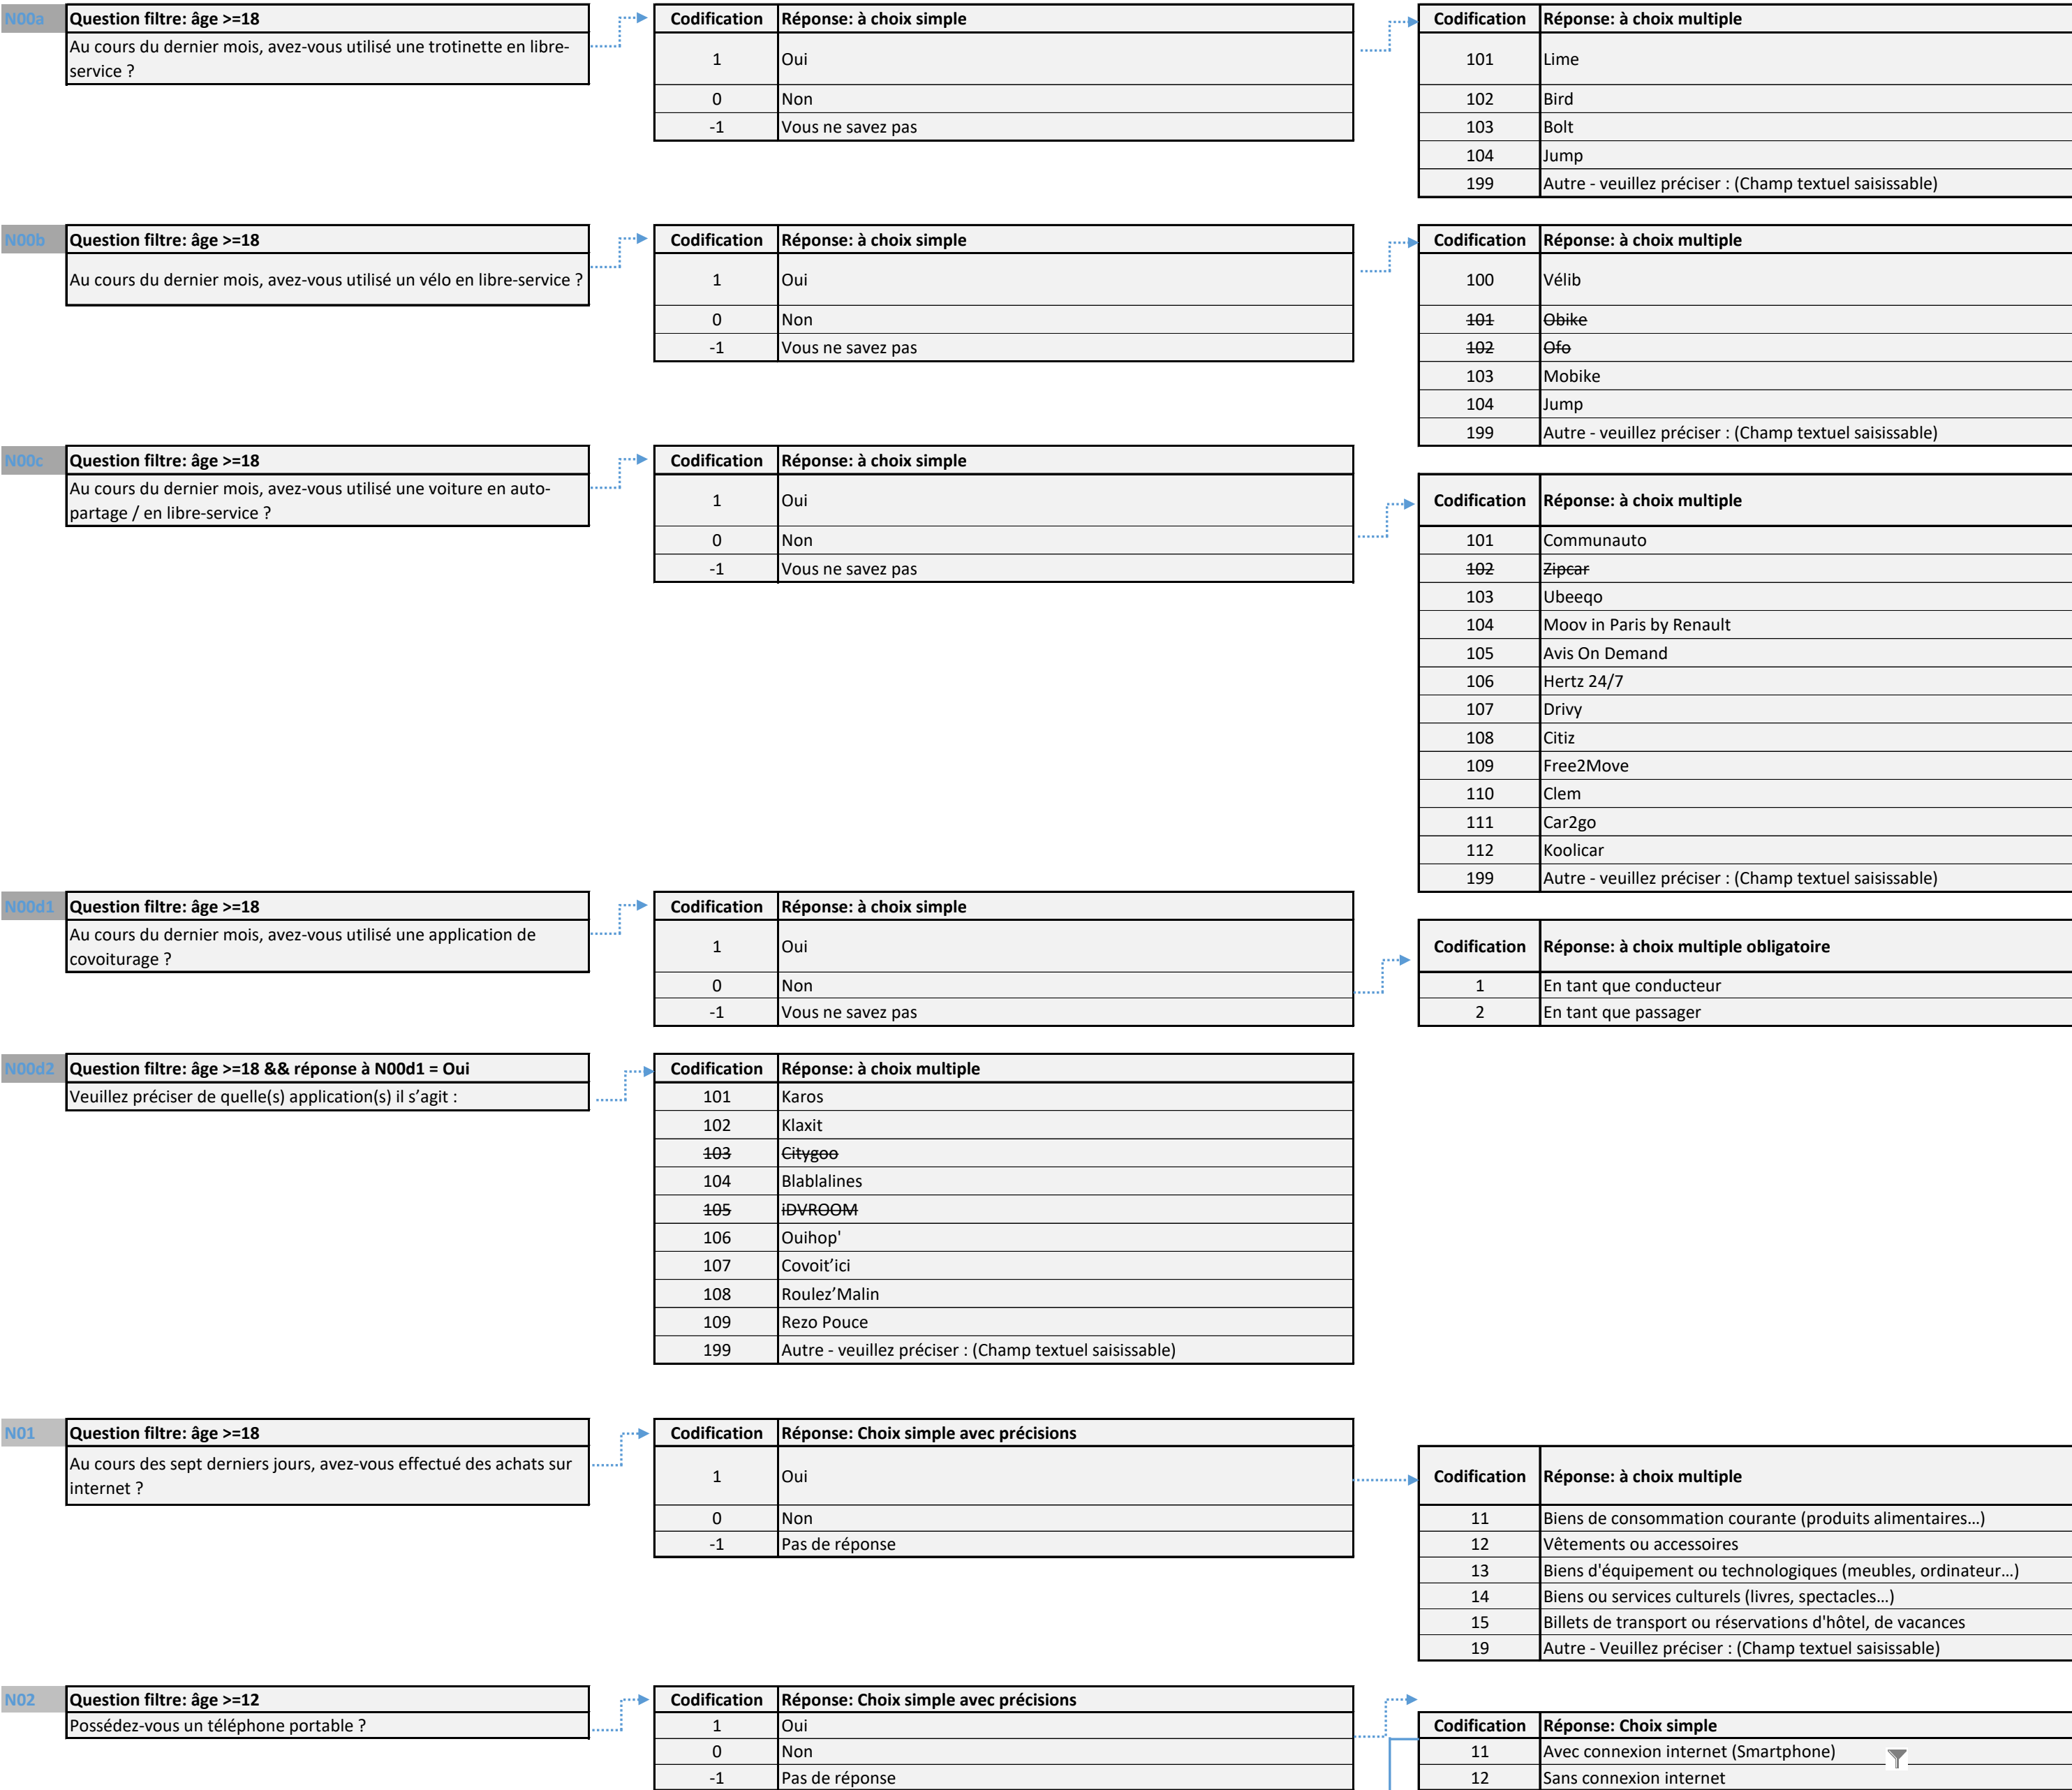 N00a
Question filtre: âge >=18
Au cours du dernier mois, avez-vous utilisé une trotinette en libre-
service ?
Codification Réponse: à choix simple
1 Oui
0 Non
-1 Vous ne savez pas
Codification Réponse: à choix multiple
101 Lime
102 Bird
103 Bolt
104 Jump
199 Autre - veuillez préciser : (Champ textuel saisissable)
N00b
Question filtre: âge >=18
Au cours du dernier mois, avez-vous utilisé un vélo en libre-service ?
Codification Réponse: à choix simple
1 Oui
0 Non
-1 Vous ne savez pas
Codification Réponse: à choix multiple
100 Vélib
101 Obike
102 Ofo
103 Mobike
104 Jump
199 Autre - veuillez préciser : (Champ textuel saisissable)
N00c
Question filtre: âge >=18
Au cours du dernier mois, avez-vous utilisé une voiture en auto-
partage / en libre-service ?
Codification Réponse: à choix simple
1 Oui
0 Non
-1 Vous ne savez pas
Codification Réponse: à choix multiple
101 Communauto
102 Zipcar
103 Ubeeqo
104 Moov in Paris by Renault
105 Avis On Demand
106 Hertz 24/7
107 Drivy
108 Citiz
109 Free2Move
110 Clem
111 Car2go
112 Koolicar
199 Autre - veuillez préciser : (Champ textuel saisissable)
N00d1
Question filtre: âge >=18
Au cours du dernier mois, avez-vous utilisé une application de
covoiturage ?
Codification Réponse: à choix simple
1 Oui
0 Non
-1 Vous ne savez pas
Codification Réponse: à choix multiple obligatoire
1 En tant que conducteur
2 En tant que passager
N00d2
Question filtre: âge >=18 && réponse à N00d1 = Oui
Veuillez préciser de quelle(s) application(s) il s’agit :
Codification Réponse: à choix multiple
101 Karos
102 Klaxit
103 Citygoo
104 Blablalines
105 iDVROOM
106 Ouihop'
107 Covoit’ici
108 Roulez’Malin
109 Rezo Pouce
199 Autre - veuillez préciser : (Champ textuel saisissable)
N01
Question filtre: âge >=18
Au cours des sept derniers jours, avez-vous effectué des achats sur
internet ?
Codification Réponse: Choix simple avec précisions
1 Oui
0 Non
-1 Pas de réponse
Codification Réponse: à choix multiple
11 Biens de consommation courante (produits alimentaires…)
12 Vêtements ou accessoires
13 Biens d'équipement ou technologiques (meubles, ordinateur…)
14 Biens ou services culturels (livres, spectacles…)
15 Billets de transport ou réservations d'hôtel, de vacances
19 Autre - Veuillez préciser : (Champ textuel saisissable)
N02
Question filtre: âge >=12
Possédez-vous un téléphone portable ?
Codification Réponse: Choix simple avec précisions
1 Oui
0 Non
-1 Pas de réponse
Codification Réponse: Choix simple
11 Avec connexion internet (Smartphone)
12 Sans connexion internet